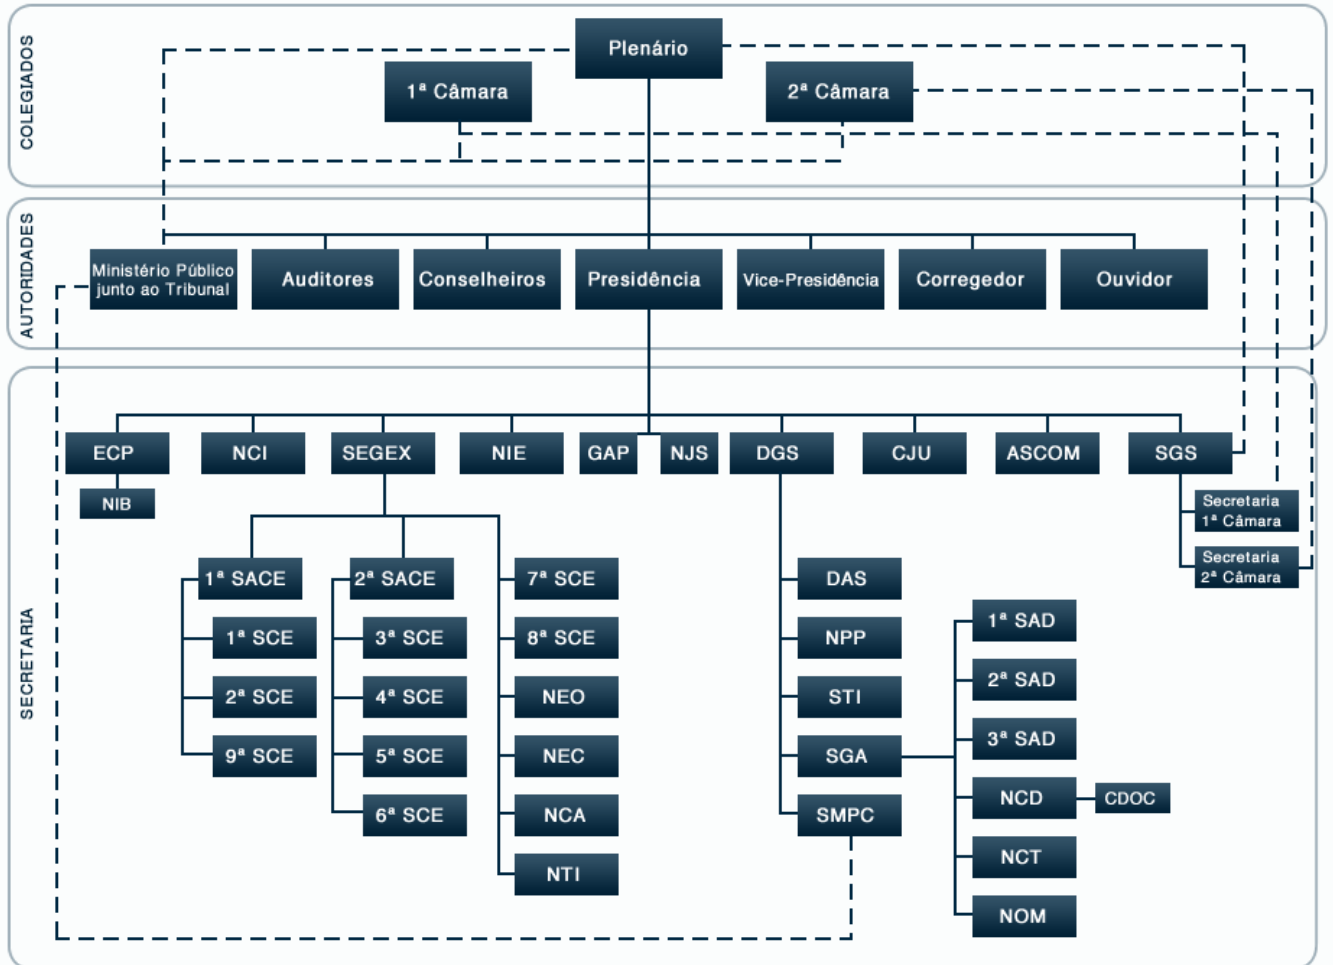 COLEGIADOS
Plenário
1ª Câmara
2ª Câmara
AUTORIDADES
Ministério Público
junto ao Tribunal
Auditores
Conselheiros
Presidência
Vice-Presidência
Corregedor
Ouvidor
SECRETARIA
ECP
NCI
SEGEX
NIE
GAP
NJS
DGS
CJU
ASCOM
SGS
NIB
Secretaria
1ª Câmara
Secretaria
2ª Câmara
1ª SACE
1ª SCE
2ª SCE
9ª SCE
2ª SACE
3ª SCE
4ª SCE
5ª SCE
6ª SCE
7ª SCE
8ª SCE
NEO
NEC
NCA
NTI
DAS
NPP
STI
SGA
SMPC
1ª SAD
2ª SAD
3ª SAD
NCD
CDOC
NCT
NOM